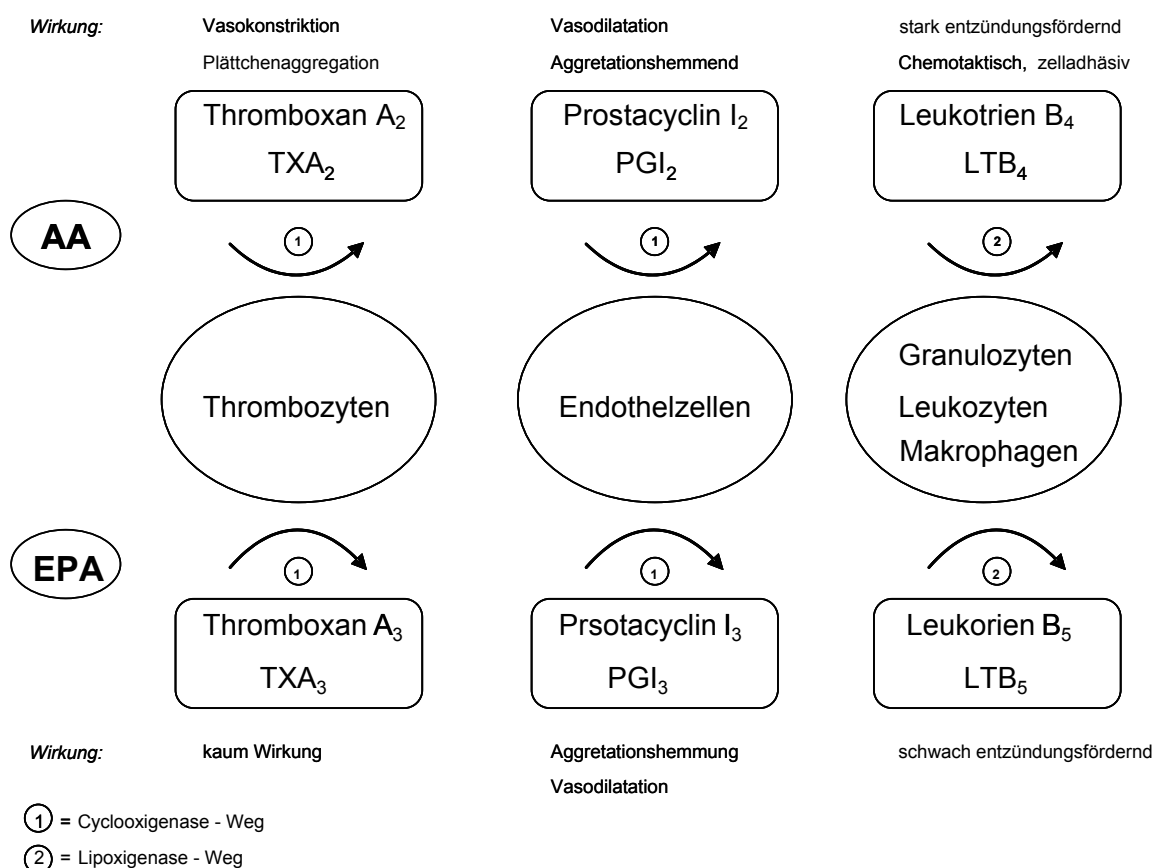 Wirkung: Vasokonstriktion Vasodilatation stark entzündungsfördernd
Plättchenaggregation Aggretationshemmend Chemotaktisch, zelladhäsiv
Thromboxan A₂ Prostacyclin I₂ Leukotrien B₄
TXA₂ PGI₂ LTB₄
AA
1 1 2
Granulozyten
Thrombozyten Endothelzellen Leukozyten
Makrophagen
EPA
1 1 2
Thromboxan A₃ Prsotacyclin I₃ Leukorien B₅
TXA₃ PGI₃ LTB₅
Wirkung: kaum Wirkung Aggretationshemmung schwach entzündungsfördernd
Vasodilatation
1 = Cyclooxigenase - Weg
2 = Lipoxigenase - Weg